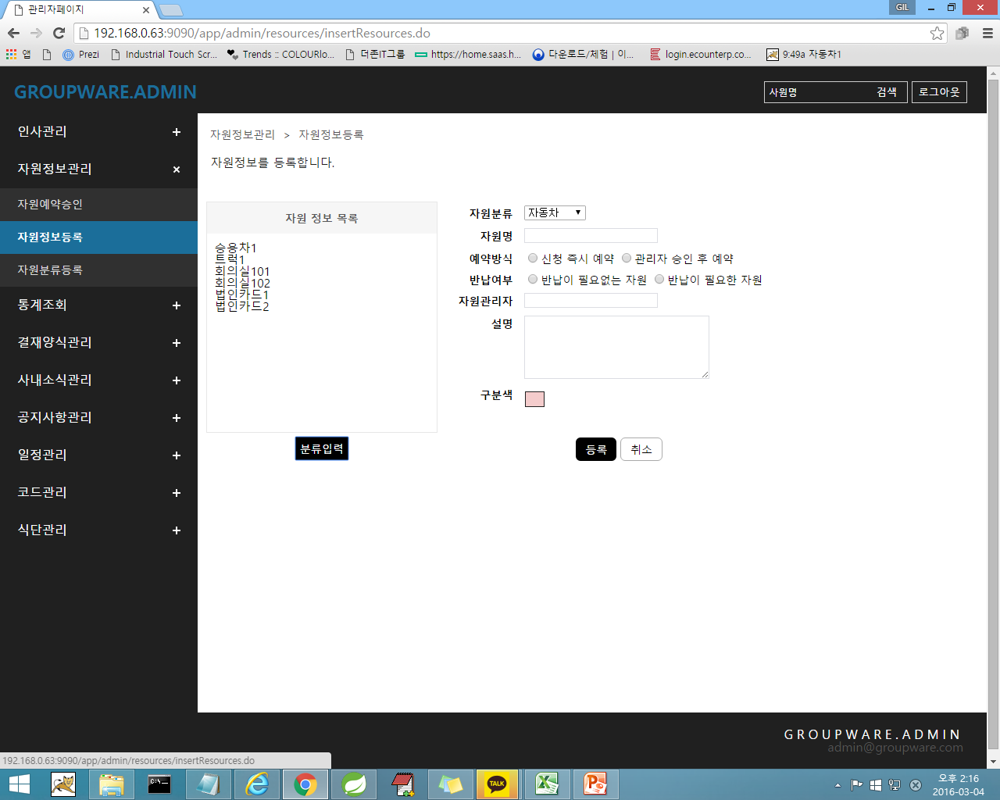 관리자페이지
GIL
192.168.0.63:9090/app/admin/resources/insertResources.do
앱
Prezi
Industrial Touch Scr...
Trends :: COLOURlo...
더존IT그룹
https://home.saas.h...
다운로드/체험 | 이...
login.ecounterp.co...
9:49a 자동차1
GROUPWARE.ADMIN
사원명 검색
로그아웃
인사관리 +
자원정보관리 ×
자원예약승인
자원정보등록
자원분류등록
통계조회 +
결재양식관리 +
사내소식관리 +
공지사항관리 +
일정관리 +
코드관리 +
식단관리 +
자원정보관리 > 자원정보등록
자원정보를 등록합니다.
자원 정보 목록
승용차1
트럭1
회의실101
회의실102
법인카드1
법인카드2
분류입력
자원분류 자동차
자원명
예약방식 신청 즉시 예약 관리자 승인 후 예약
반납여부 반납이 필요없는 자원 반납이 필요한 자원
자원관리자
설명
구분색
등록 취소
GROUPWARE.ADMIN
admin@groupware.com
192.168.0.63:9090/app/admin/resources/insertResources.do
C:\_
TALK
오후 2:16
2016-03-04